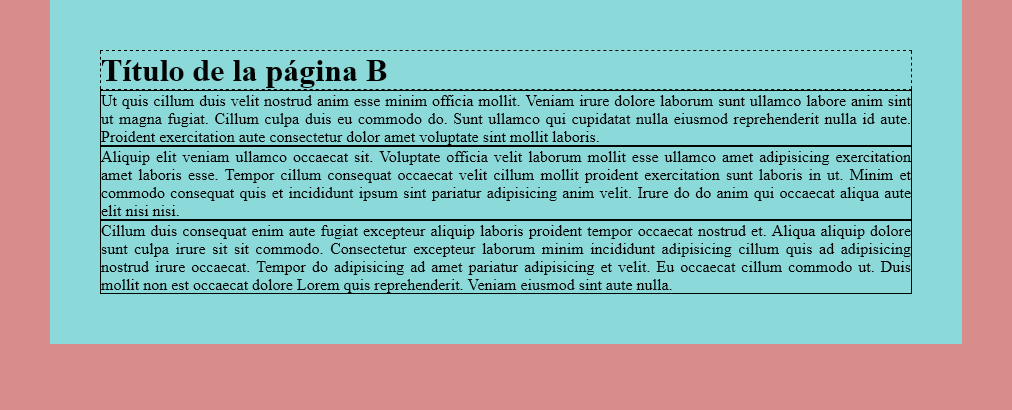 Título de la página B
Ut quis cillum duis velit nostrud anim esse minim officia mollit. Veniam irure dolore laborum sunt ullamco labore anim sint
ut magna fugiat. Cillum culpa duis eu commodo do. Sunt ullamco qui cupidatat nulla eiusmod reprehenderit nulla id aute.
Proident exercitation aute consectetur dolor amet voluptate sint mollit laboris.
Aliquip elit veniam ullamco occaecat sit. Voluptate officia velit laborum mollit esse ullamco amet adipisicing exercitation
amet laboris esse. Tempor cillum consequat occaecat velit cillum mollit proident exercitation sunt laboris in ut. Minim et
commodo consequat quis et incididunt ipsum sint pariatur adipisicing anim velit. Irure do do anim qui occaecat aliqua aute
elit nisi nisi.
Cillum duis consequat enim aute fugiat excepteur aliquip laboris proident tempor occaecat nostrud et. Aliqua aliquip dolore
sunt culpa irure sit sit commodo. Consectetur excepteur laborum minim incididunt adipisicing cillum quis ad adipisicing
nostrud irure occaecat. Tempor do adipisicing ad amet pariatur adipisicing et velit. Eu occaecat cillum commodo ut. Duis
mollit non est occaecat dolore Lorem quis reprehenderit. Veniam eiusmod sint aute nulla.